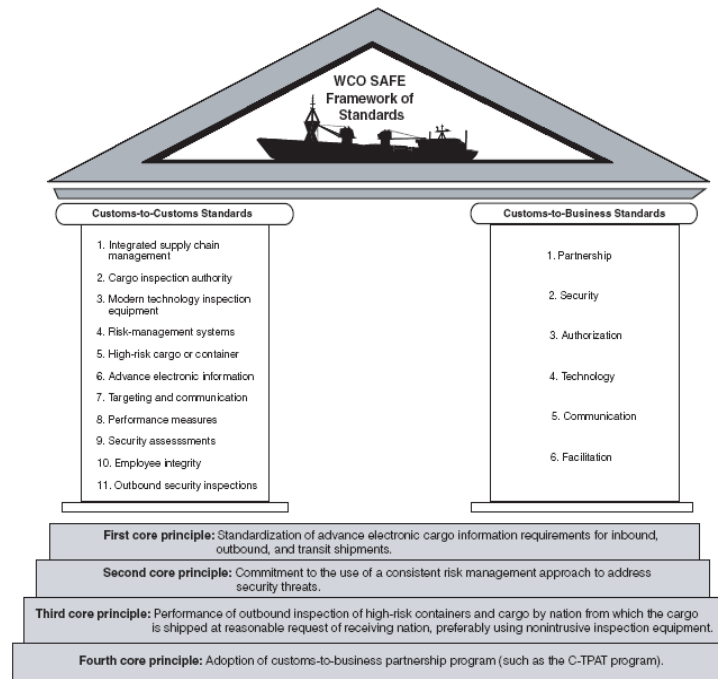 WCO SAFE
Framework of
Standards
Customs-to-Customs Standards
1. Integrated supply chain
management
2. Cargo inspection authority
3. Modern technology inspection
equipment
4. Risk-management systems
5. High-risk cargo or container
6. Advance electronic information
7. Targeting and communication
8. Performance measures
9. Security assesssments
10. Employee integrity
11. Outbound security inspections
Customs-to-Business Standards
1. Partnership
2. Security
3. Authorization
4. Technology
5. Communication
6. Facilitation
First core principle: Standardization of advance electronic cargo information requirements for inbound,
outbound, and transit shipments.
Second core principle: Commitment to the use of a consistent risk management approach to address
security threats.
Third core principle: Performance of outbound inspection of high-risk containers and cargo by nation from which the cargo
is shipped at reasonable request of receiving nation, preferably using nonintrusive inspection equipment.
Fourth core principle: Adoption of customs-to-business partnership program (such as the C-TPAT program).